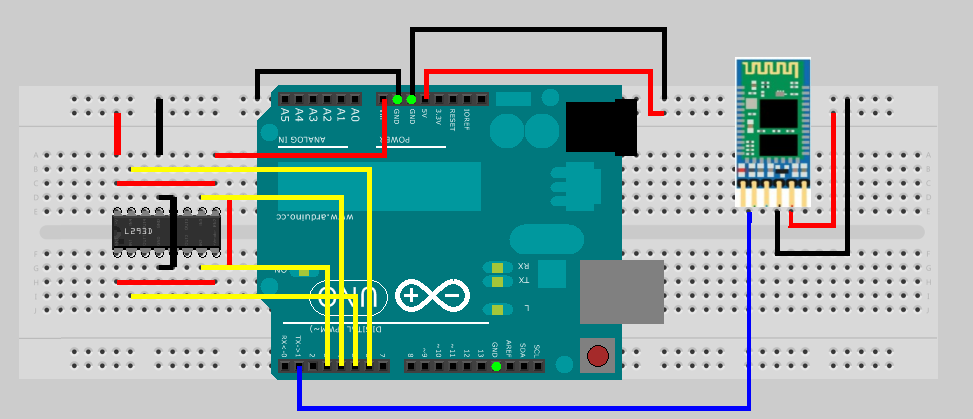 A5 A4 A3 A2 A1 A0
GND GND 5V 3.3V RESET IOREF
ANALOG IN
POWER
A A
B B
C C
D D
E E
L293D
www.arduino.cc
F F
G G
H H
I I
J J
ON
RX
TX
L
UNO
DIGITAL (PWM~)
RX<-0 TX->1 2 7 8 ~9 ~10 ~11 12 13 GND AREF SDA SCL